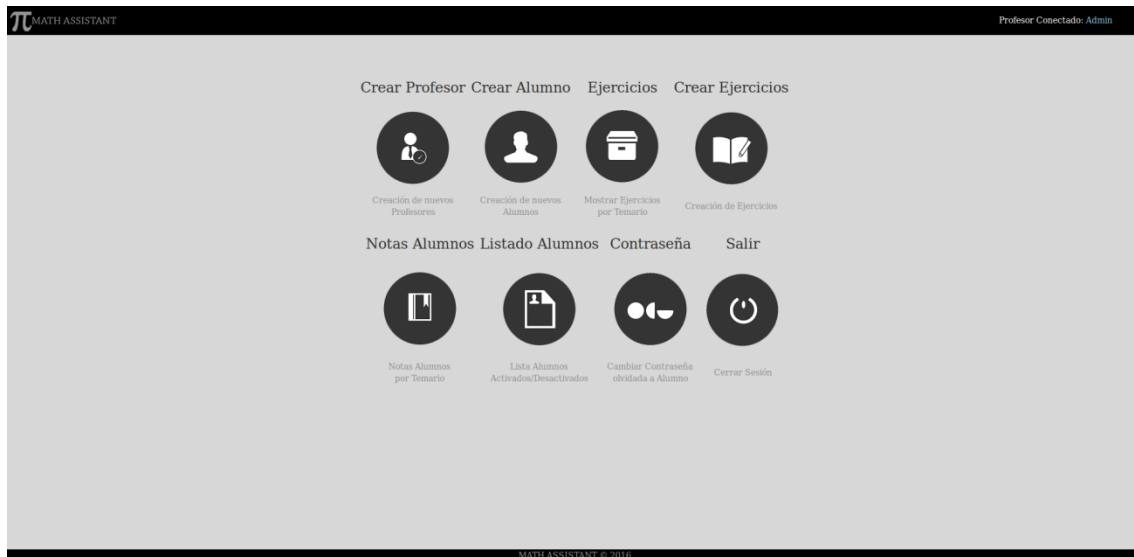 π MATH ASSISTANT
Profesor Conectado: Admin
Crear Profesor Crear Alumno Ejercicios Crear Ejercicios
Creación de nuevos
Profesores
Creación de nuevos
Alumnos
Mostrar Ejercicios
por Temario
Creación de Ejercicios
Notas Alumnos Listado Alumnos Contraseña Salir
Notas Alumnos
por Temario
Lista Alumnos
Activados/Desactivados
Cambiar Contraseña
olvidada a Alumno
Cerrar Sesión
MATH ASSISTANT © 2016